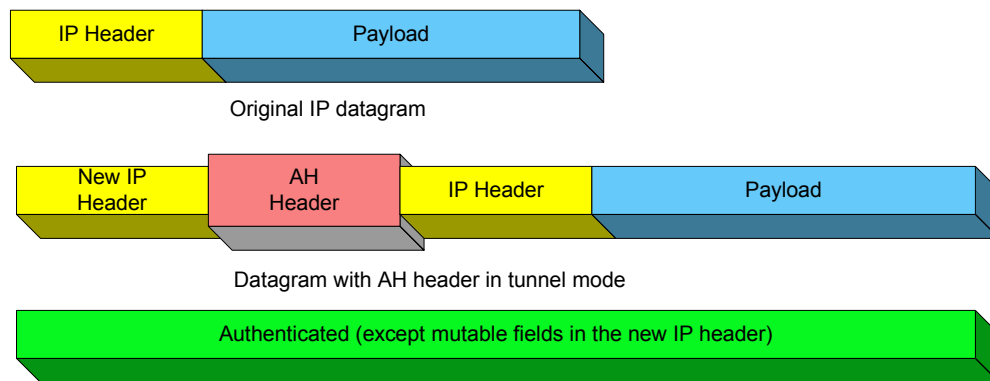 IP Header
Payload
Original IP datagram
New IP
Header
AH
Header
IP Header
Payload
Datagram with AH header in tunnel mode
Authenticated (except mutable fields in the new IP header)